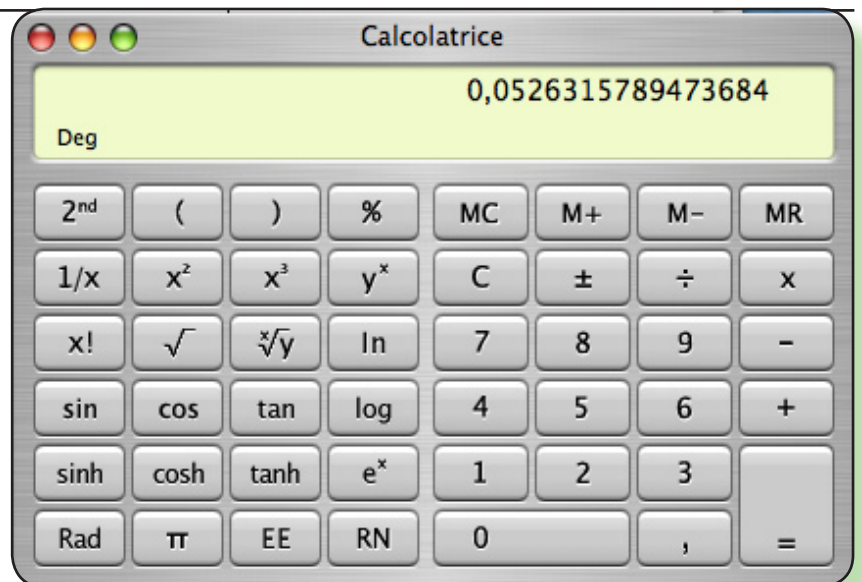 Calcolatrice
0,0526315789473684
Deg
2nd ( ) % MC M+ M- MR
1/x x² x³ yˣ C ± ÷ x
x! √ ˣ√y ln 7 8 9 -
sin cos tan log 4 5 6 +
sinh cosh tanh eˣ 1 2 3
Rad π EE RN 0 , =